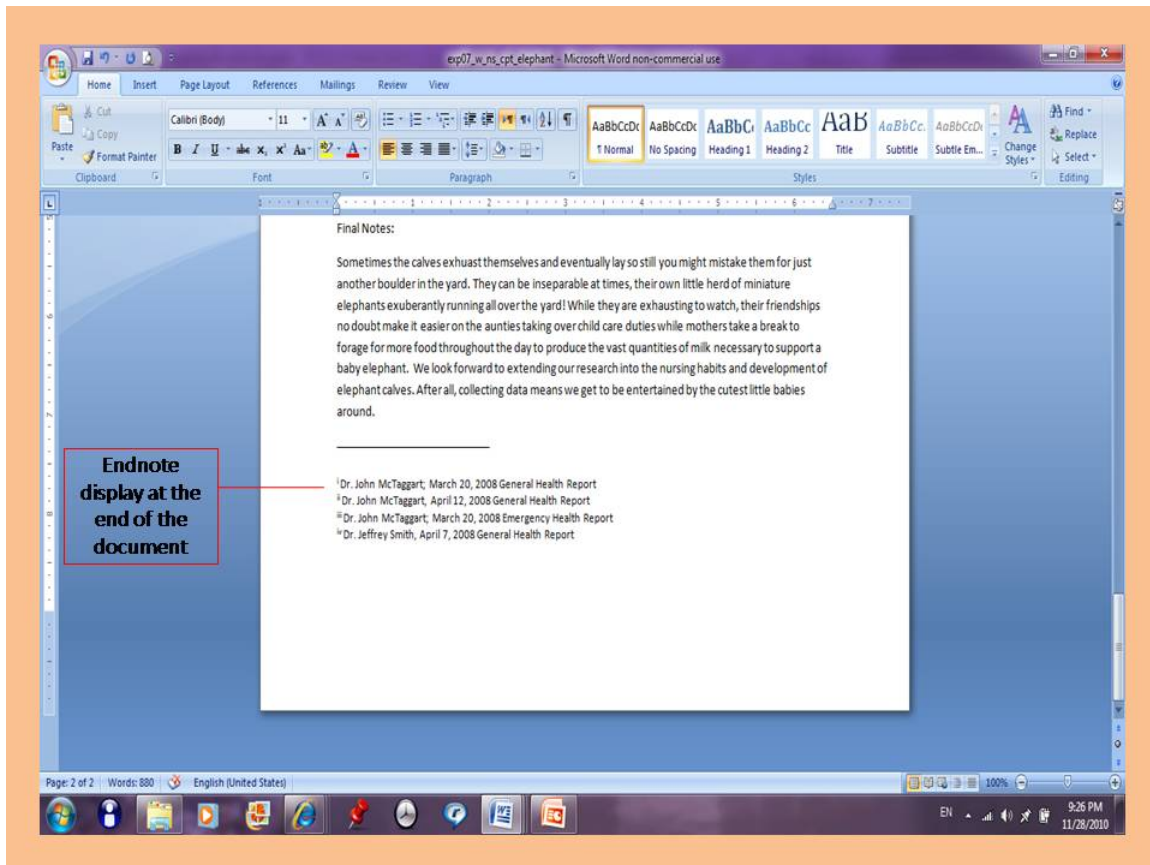 exp07_w_ns_cpt_elephant - Microsoft Word non-commercial use
Home Insert Page Layout References Mailings Review View
Cut
Copy
Format Painter
Paste
Clipboard
Calibri (Body) 11
Font
Paragraph
AaBbCcDc AaBbCcDc AaBbCc AaBbCc AaB AaBbCc. AaBbCcDc
¶ Normal No Spacing Heading 1 Heading 2 Title Subtitle Subtle Em...
Change Styles
Styles
Find
Replace
Select
Editing
Final Notes:
Sometimes the calves exhuast themselves and eventually lay so still you might mistake them for just
another boulder in the yard. They can be inseparable at times, their own little herd of miniature
elephants exuberantly running all over the yard! While they are exhausting to watch, their friendships
no doubt make it easier on the aunties taking over child care duties while mothers take a break to
forage for more food throughout the day to produce the vast quantities of milk necessary to support a
baby elephant. We look forward to extending our research into the nursing habits and development of
elephant calves. After all, collecting data means we get to be entertained by the cutest little babies
around.
Endnote
display at the
end of the
document
i Dr. John McTaggart; March 20, 2008 General Health Report
ii Dr. John McTaggart, April 12, 2008 General Health Report
iii Dr. John McTaggart; March 20, 2008 Emergency Health Report
iv Dr. Jeffrey Smith, April 7, 2008 General Health Report
Page: 2 of 2 Words: 880 English (United States) 100%
EN 9:26 PM
11/28/2010